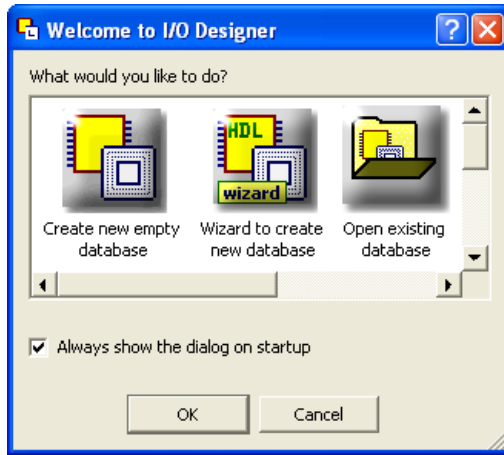 Welcome to I/O Designer
What would you like to do?
HDL
wizard
Create new empty
database
Wizard to create
new database
Open existing
database
Always show the dialog on startup
OK
Cancel